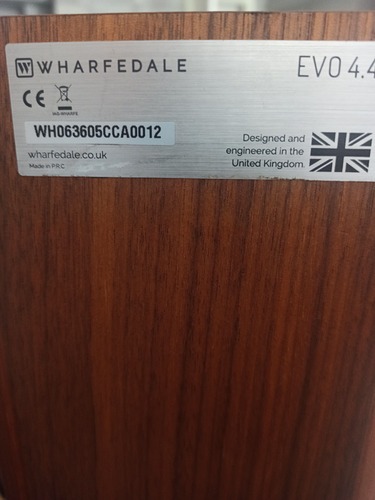 W WHARFEDALE
EVO 4.4
CE
WH063605CCA0012
wharfedale.co.uk
Made in P.R.C
Designed and
engineered in the
United Kingdom.